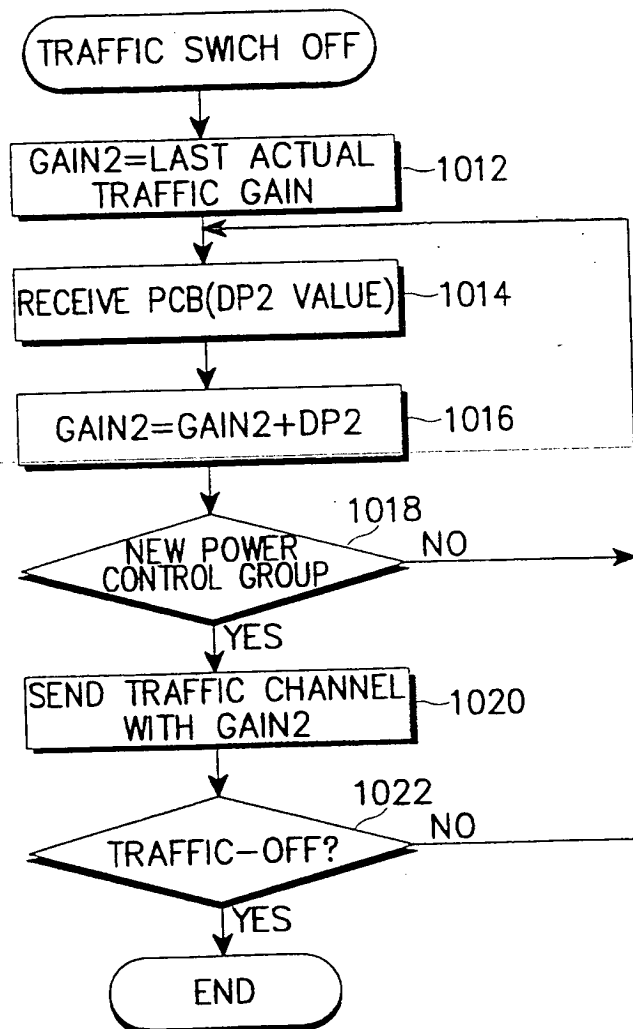 TRAFFIC SWICH OFF
GAIN2=LAST ACTUAL
TRAFFIC GAIN
1012
RECEIVE PCB(DP2 VALUE)
1014
GAIN2=GAIN2+DP2
1016
1018
NEW POWER
CONTROL GROUP
NO
YES
SEND TRAFFIC CHANNEL
WITH GAIN2
1020
1022
TRAFFIC-OFF?
NO
YES
END